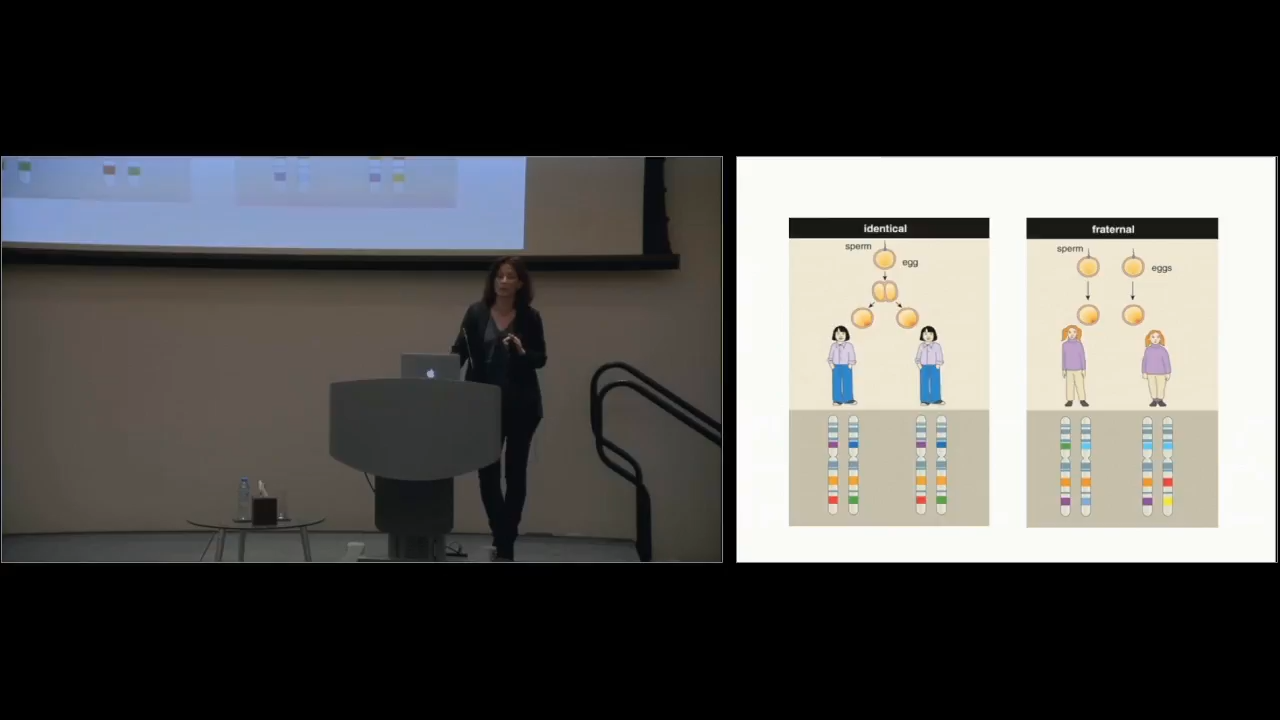 identical
sperm
egg
fraternal
sperm
eggs